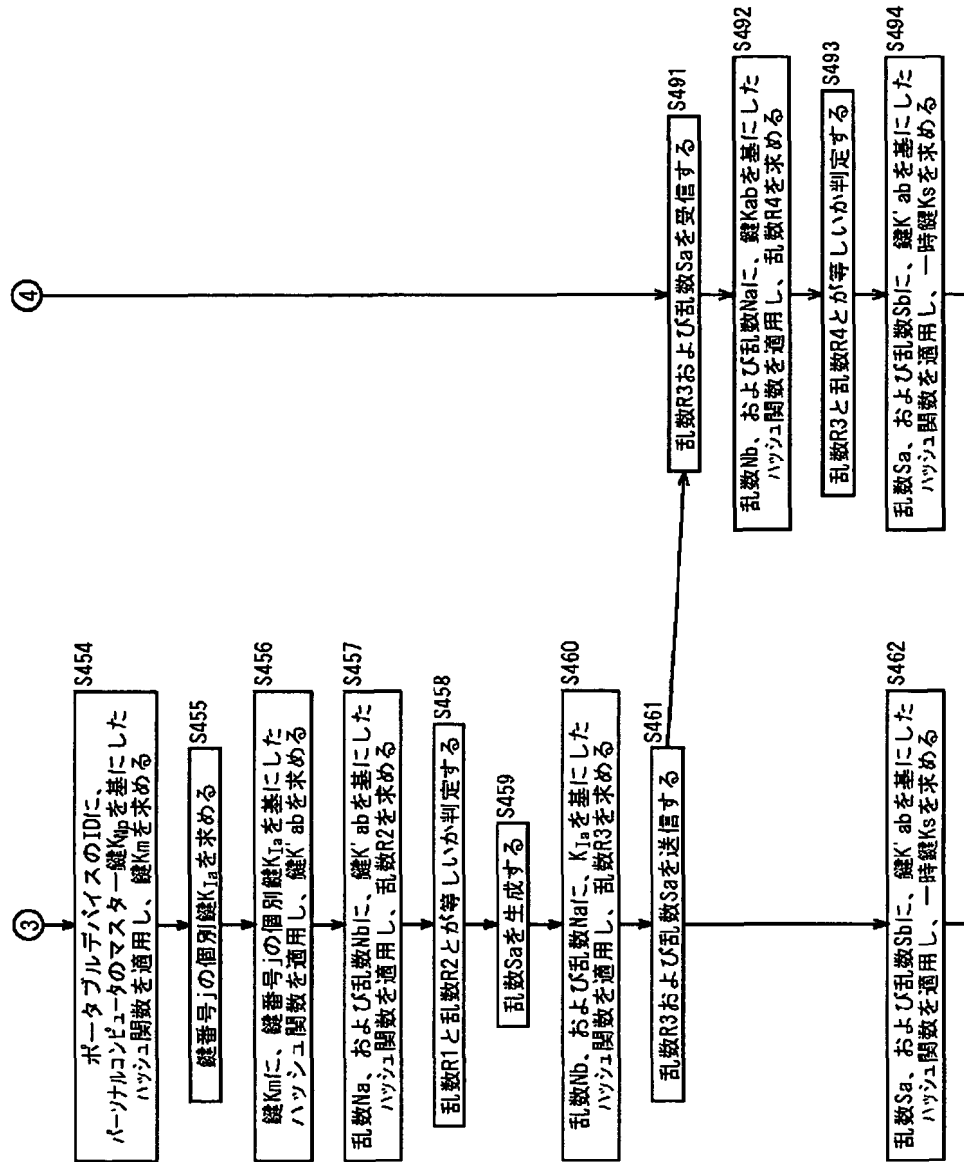 ③
S454
ポータブルデバイスのIDに、
パーソナルコンピュータのマスター鍵KMpを基にした
ハッシュ関数を適用し、鍵Kmを求める
S455
鍵番号jの個別鍵KIaを求める
S456
鍵Kmに、鍵番号jの個別鍵KIaを基にした
ハッシュ関数を適用し、鍵K'abを求める
S457
乱数Na、および乱数Nbに、鍵K'abを基にした
ハッシュ関数を適用し、乱数R2を求める
S458
乱数R1と乱数R2とが等しいか判定する
S459
乱数Saを生成する
S460
乱数Nb、および乱数Naに、KIaを基にした
ハッシュ関数を適用し、乱数R3を求める
S461
乱数R3および乱数Saを送信する
S462
乱数Sa、および乱数Sbに、鍵K'abを基にした
ハッシュ関数を適用し、一時鍵Ksを求める
④
S491
乱数R3および乱数Saを受信する
S492
乱数Nb、および乱数Naに、鍵Kabを基にした
ハッシュ関数を適用し、乱数R4を求める
S493
乱数R3と乱数R4とが等しいか判定する
S494
乱数Sa、および乱数Sbに、鍵K'abを基にした
ハッシュ関数を適用し、一時鍵Ksを求める